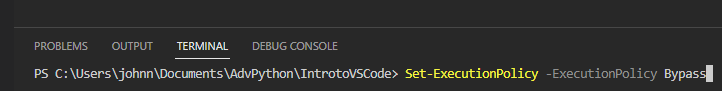 PROBLEMS OUTPUT TERMINAL DEBUG CONSOLE
PS C:\Users\johnn\Documents\AdvPython\IntrotoVSCode> Set-ExecutionPolicy -ExecutionPolicy Bypass